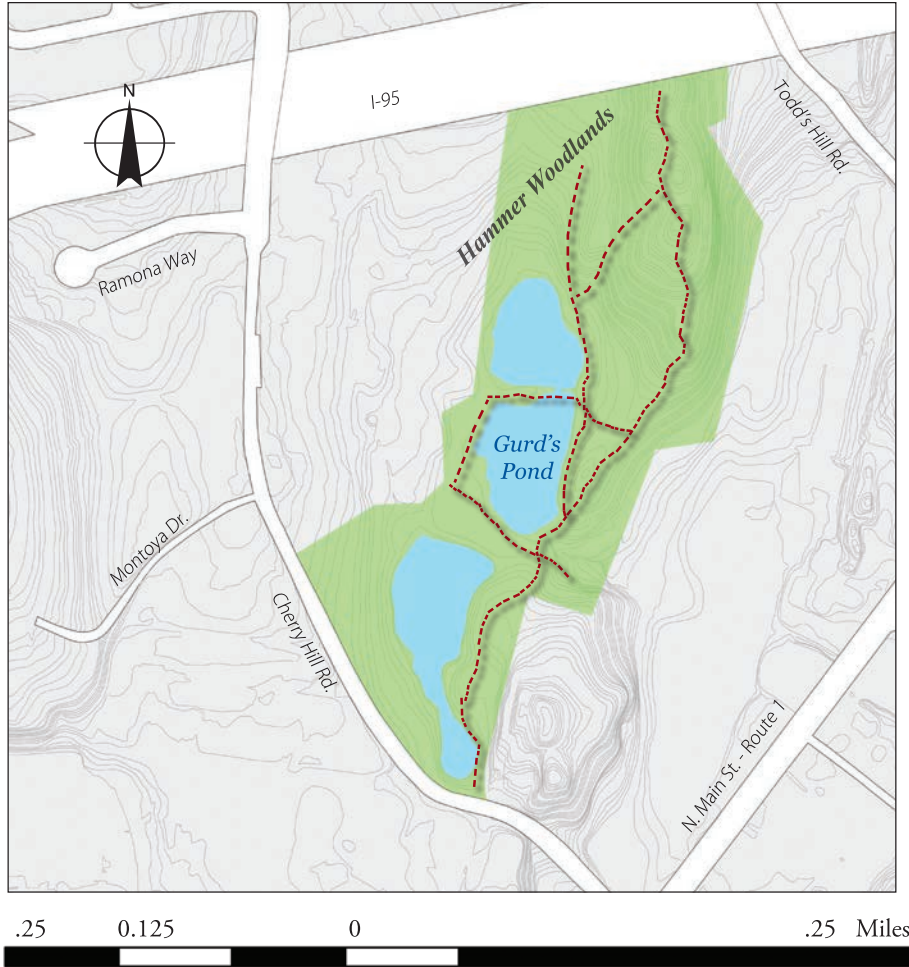 I-95
Todd's Hill Rd.
N
Hammer Woodlands
Ramona Way
Gurd's
Pond
Montoya Dr.
Cherry Hill Rd.
N. Main St. - Route 1
.25 0.125 0 .25 Miles